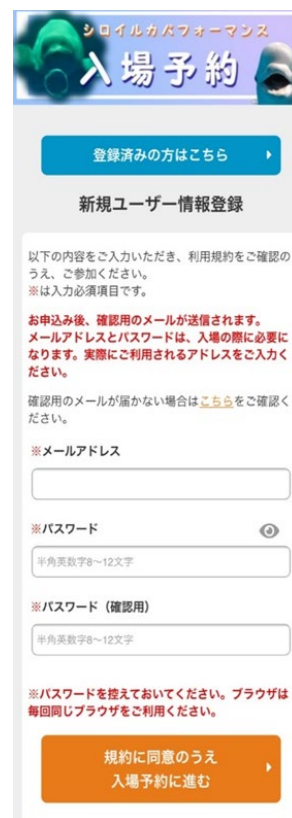 シロイルカパフォーマンス
入場予約
登録済みの方はこちら
新規ユーザー情報登録
以下の内容をご入力いただき、利用規約をご確認の
うえ、ご参加ください。
※は入力必須項目です。
お申込み後、確認用のメールが送信されます。
メールアドレスとパスワードは、入場の際に必要に
なります。実際にご利用されるアドレスをご入力く
ださい。
確認用のメールが届かない場合はこちらをご確認く
ださい。
※メールアドレス
※パスワード
半角英数字8〜12文字
※パスワード（確認用）
半角英数字8〜12文字
※パスワードを控えておいてください。ブラウザは
毎回同じブラウザをご利用ください。
規約に同意のうえ
入場予約に進む